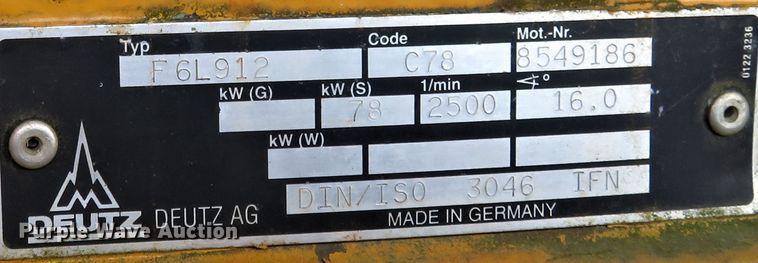 Typ Code Mot.-Nr.
F6L912 C78 8549186
kW (G) kW (S) 1/min ∢°
78 2500 16.0
kW (W)
DIN/ISO 3046 IFN
DEUTZ DEUTZ AG MADE IN GERMANY
0122 3236
Purple Wave Auction